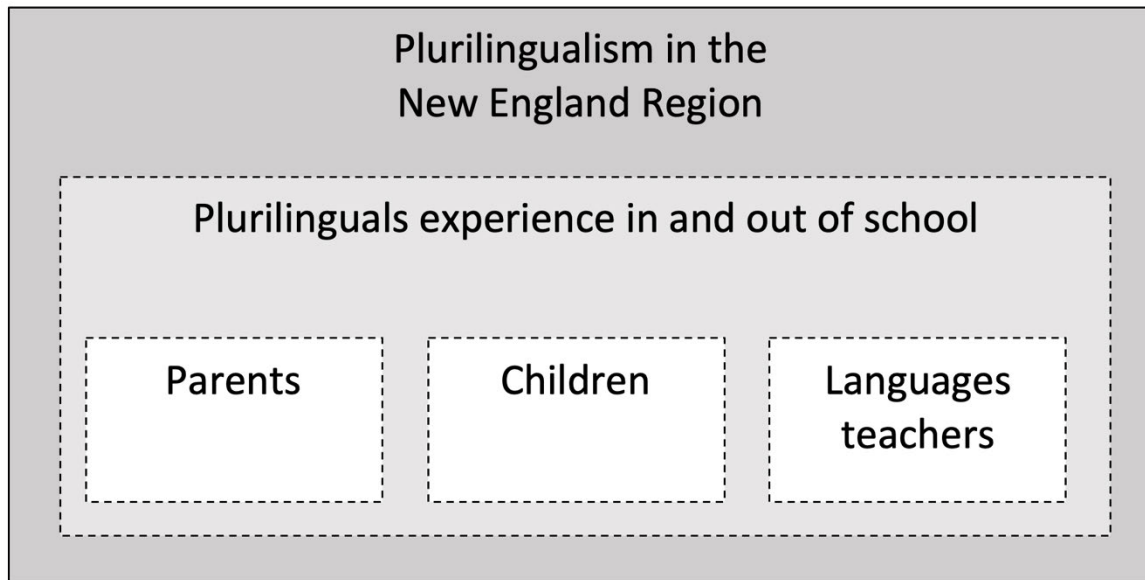 Plurilingualism in the
New England Region
Plurilinguals experience in and out of school
Parents
Children
Languages
teachers